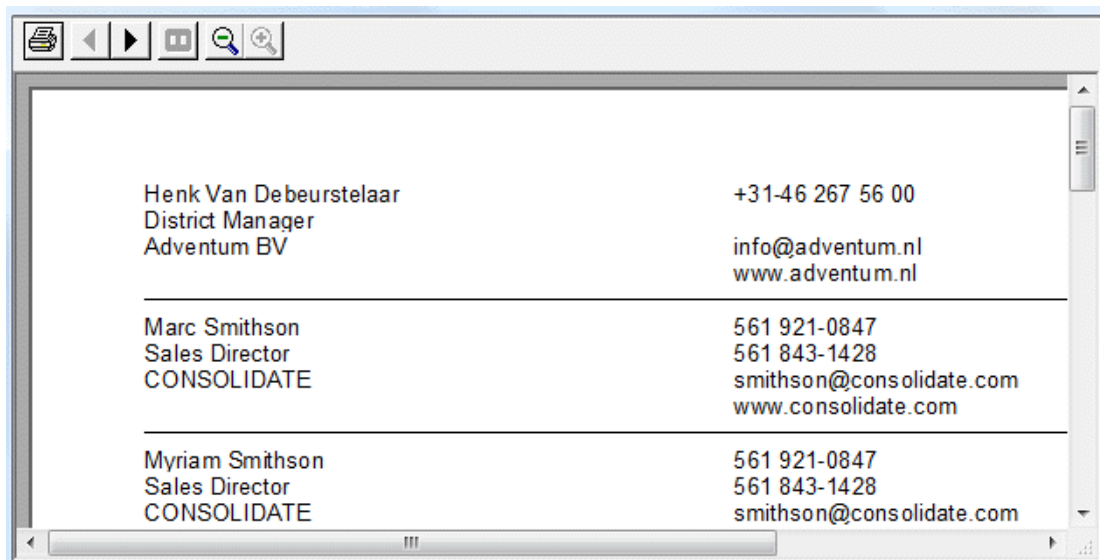 Henk Van Debeurstelaar +31-46 267 56 00
District Manager
Adventum BV info@adventum.nl
www.adventum.nl
Marc Smithson 561 921-0847
Sales Director 561 843-1428
CONSOLIDATE smithson@consolidate.com
www.consolidate.com
Myriam Smithson 561 921-0847
Sales Director 561 843-1428
CONSOLIDATE smithson@consolidate.com